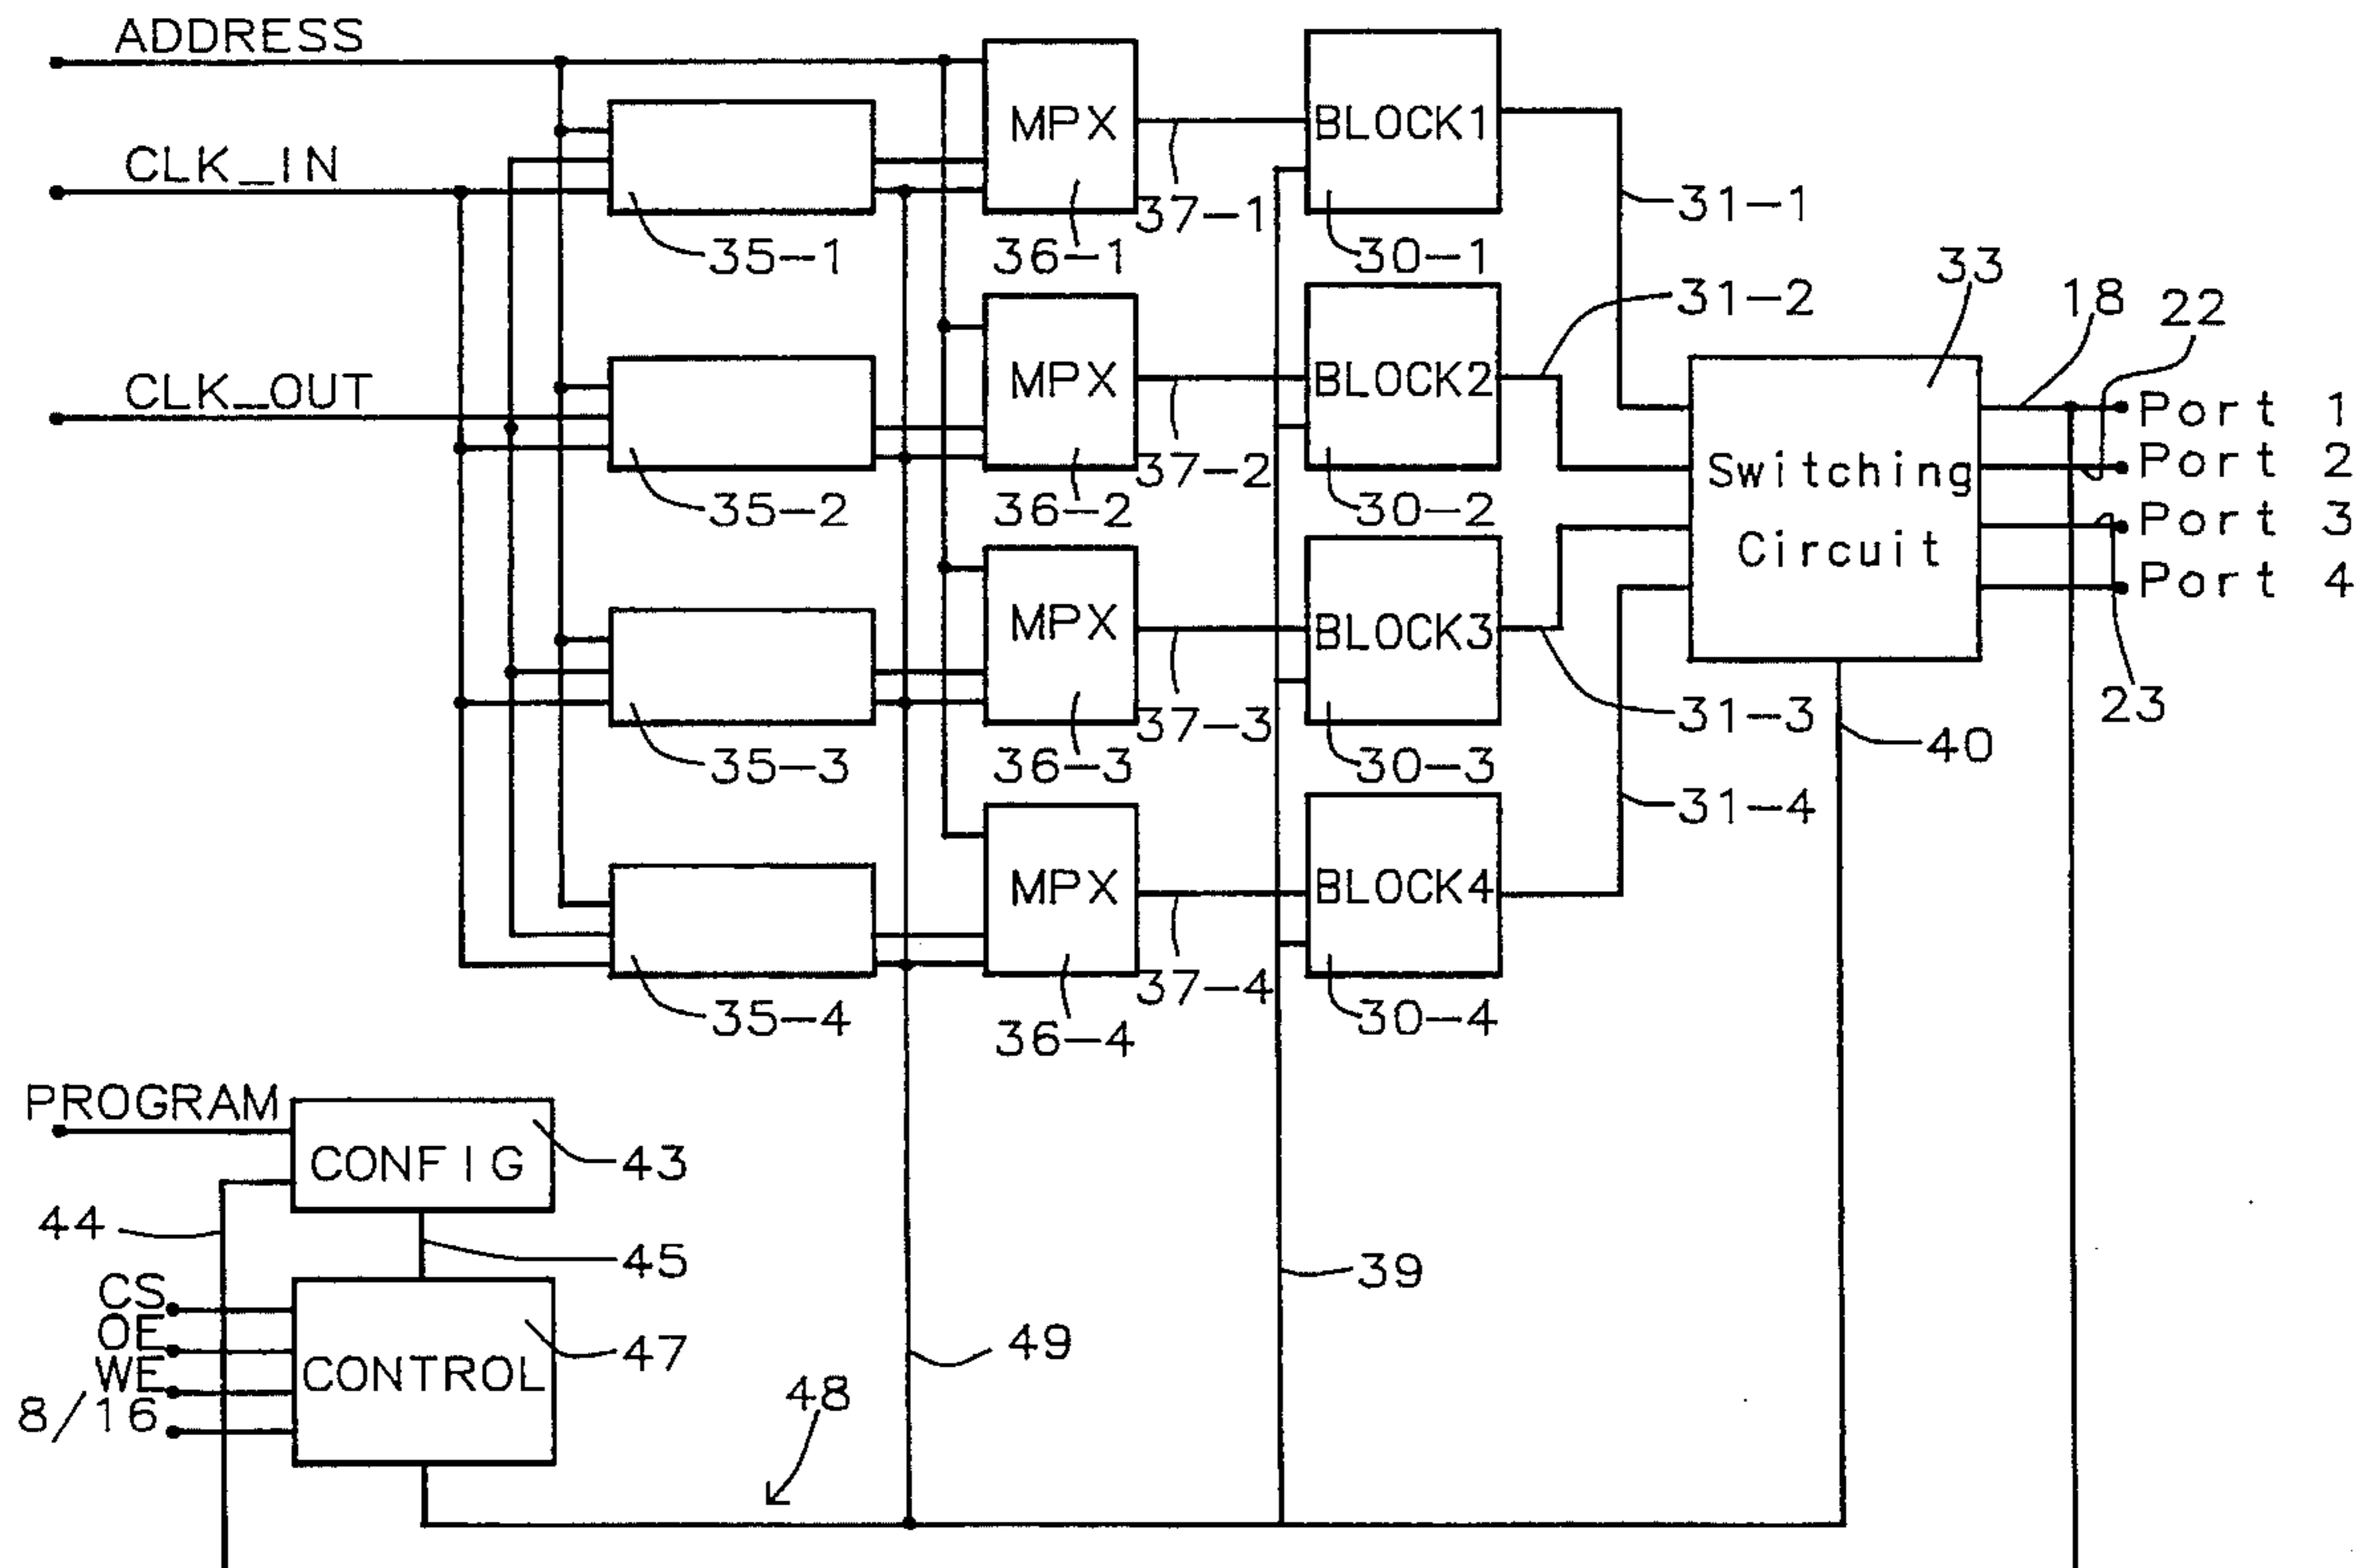 ADDRESS
CLK_IN
CLK_OUT
35-1
35-2
35-3
35-4
MPX
36-1
MPX
36-2
MPX
36-3
MPX
36-4
37-1
37-2
37-3
37-4
BLOCK1
30-1
BLOCK2
30-2
BLOCK3
30-3
BLOCK4
30-4
31-1
31-2
31-3
31-4
33
Switching
Circuit
18
22
Port 1
Port 2
Port 3
Port 4
23
40
PROGRAM
CONFIG
43
44
45
CS
OE
WE
8/16
CONTROL
47
48
49
39